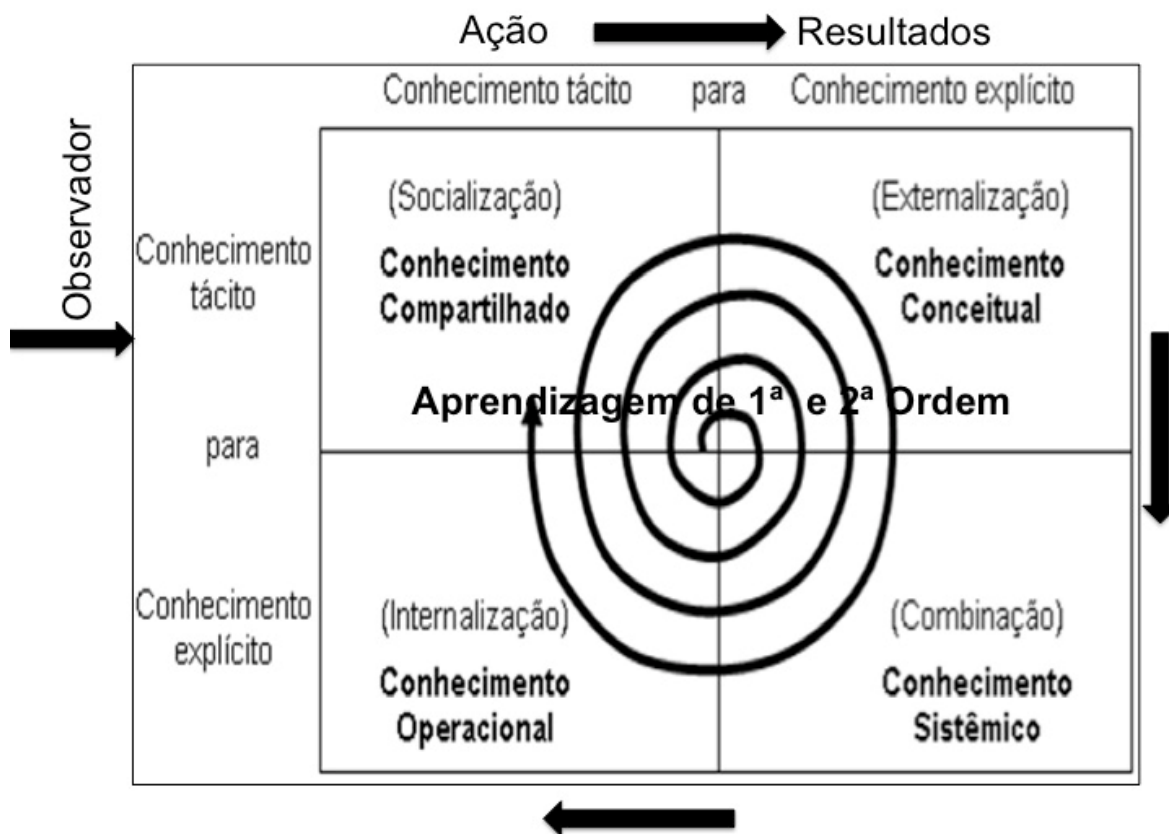 Ação Resultados
Conhecimento tácito para Conhecimento explícito
Observador
Conhecimento
tácito
para
Conhecimento
explícito
(Socialização)
Conhecimento
Compartilhado
(Externalização)
Conhecimento
Conceitual
Aprendizagem de 1ª e 2ª Ordem
(Internalização)
Conhecimento
Operacional
(Combinação)
Conhecimento
Sistêmico